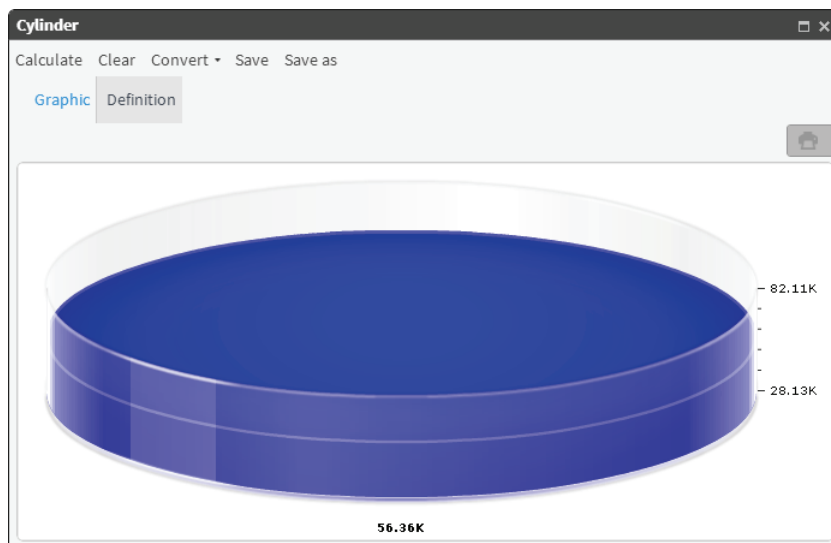 Cylinder
Calculate Clear Convert Save Save as
Graphic Definition
82.11K
28.13K
56.36K